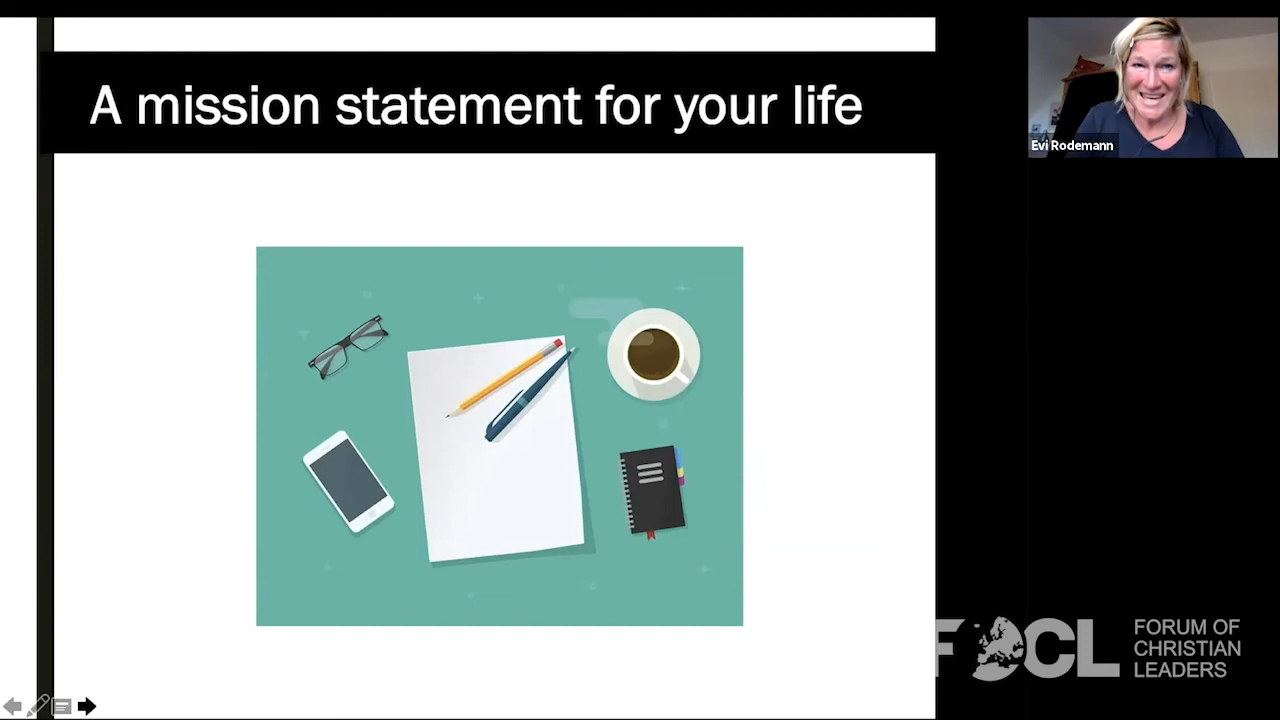 A mission statement for your life
Evi Rodemann
FOCL
FORUM OF
CHRISTIAN
LEADERS